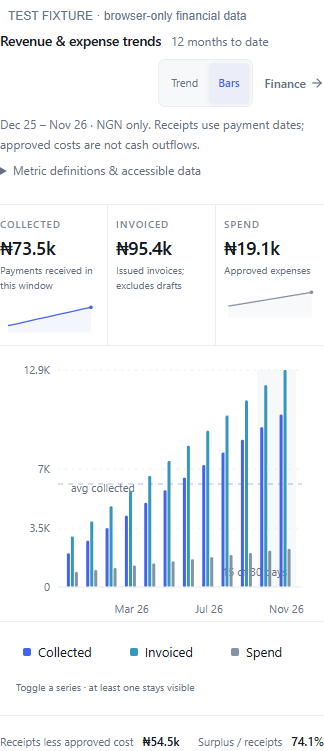 TEST FIXTURE · browser-only financial data
Revenue & expense trends 12 months to date
Trend Bars Finance →
Dec 25 – Nov 26 · NGN only. Receipts use payment dates;
approved costs are not cash outflows.
▶ Metric definitions & accessible data
COLLECTED INVOICED SPEND
₦73.5k ₦95.4k ₦19.1k
Payments received in this window
Issued invoices; excludes drafts
Approved expenses
12.9K
7K
avg collected
3.5K
15 of 30 days
0
Mar 26 Jul 26 Nov 26
Collected Invoiced Spend
Toggle a series · at least one stays visible
Receipts less approved cost ₦54.5k Surplus / receipts 74.1%